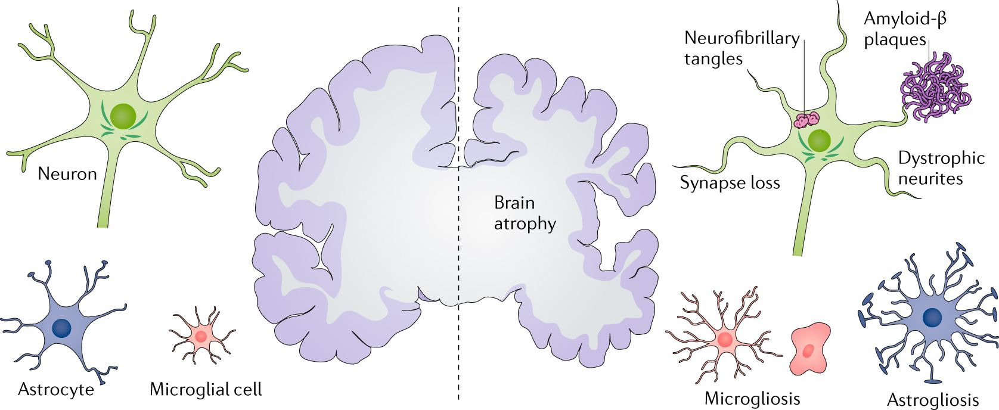 Neuron
Astrocyte
Microglial cell
Brain
atrophy
Neurofibrillary
tangles
Amyloid-β
plaques
Synapse loss
Dystrophic
neurites
Microgliosis
Astrogliosis